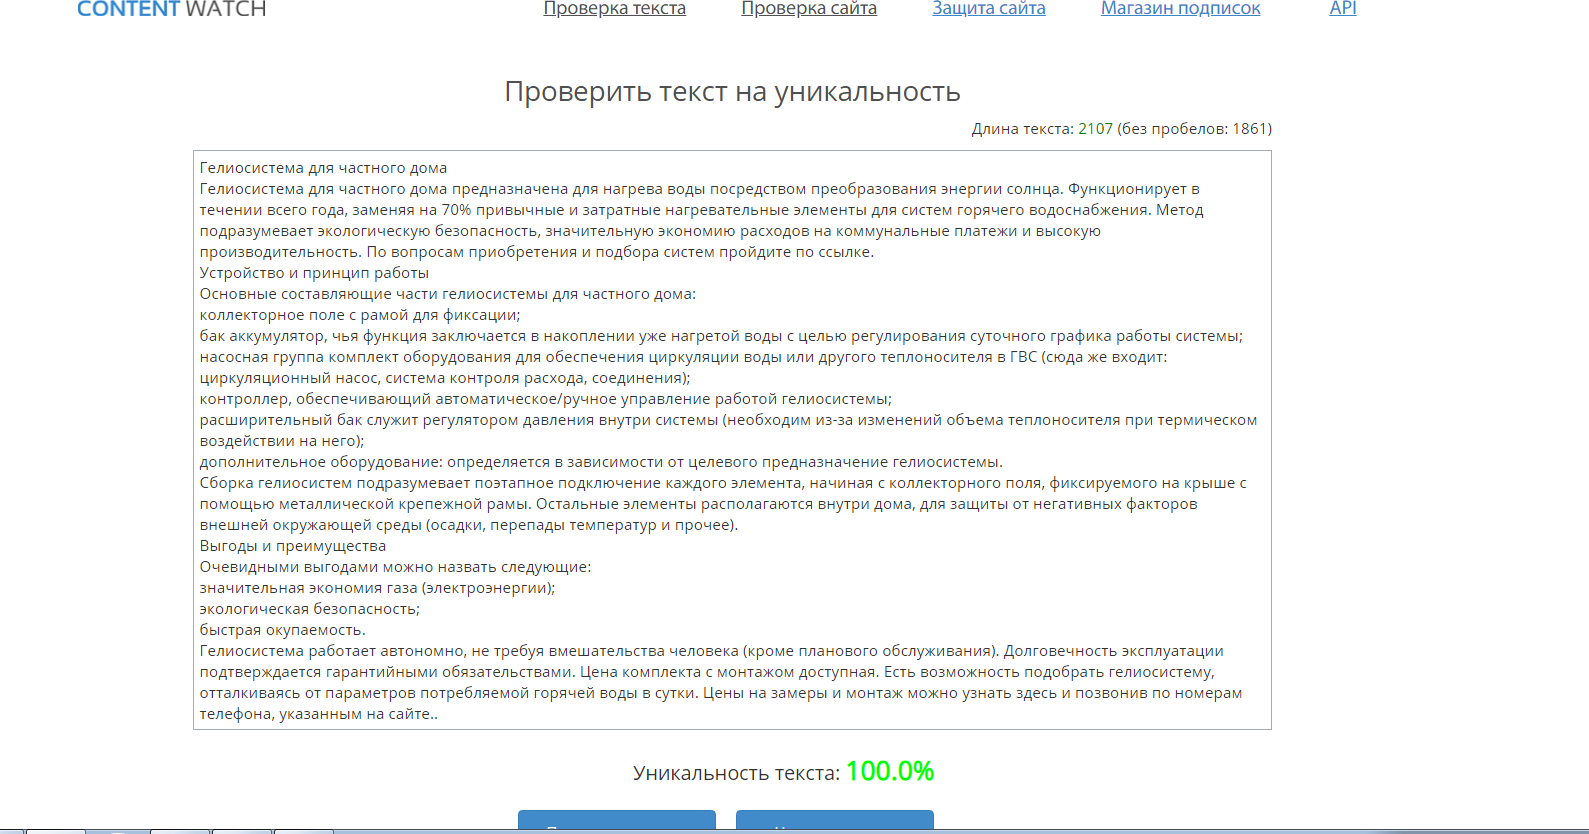 CONTENT WATCH
Проверка текста
Проверка сайта
Защита сайта
Магазин подписок
API
Проверить текст на уникальность
Длина текста: 2107 (без пробелов: 1861)
Гелиосистема для частного дома
Гелиосистема для частного дома предназначена для нагрева воды посредством преобразования энергии солнца. Функционирует в
течении всего года, заменяя на 70% привычные и затратные нагревательные элементы для систем горячего водоснабжения. Метод
подразумевает экологическую безопасность, значительную экономию расходов на коммунальные платежи и высокую
производительность. По вопросам приобретения и подбора систем пройдите по ссылке.
Устройство и принцип работы
Основные составляющие части гелиосистемы для частного дома:
коллекторное поле с рамой для фиксации;
бак аккумулятор, чья функция заключается в накоплении уже нагретой воды с целью регулирования суточного графика работы системы;
насосная группа комплект оборудования для обеспечения циркуляции воды или другого теплоносителя в ГВС (сюда же входит:
циркуляционный насос, система контроля расхода, соединения);
контроллер, обеспечивающий автоматическое/ручное управление работой гелиосистемы;
расширительный бак служит регулятором давления внутри системы (необходим из-за изменений объема теплоносителя при термическом
воздействии на него);
дополнительное оборудование: определяется в зависимости от целевого предназначение гелиосистемы.
Сборка гелиосистем подразумевает поэтапное подключение каждого элемента, начиная с коллекторного поля, фиксируемого на крыше с
помощью металлической крепежной рамы. Остальные элементы располагаются внутри дома, для защиты от негативных факторов
внешней окружающей среды (осадки, перепады температур и прочее).
Выгоды и преимущества
Очевидными выгодами можно назвать следующие:
значительная экономия газа (электроэнергии);
экологическая безопасность;
быстрая окупаемость.
Гелиосистема работает автономно, не требуя вмешательства человека (кроме планового обслуживания). Долговечность эксплуатации
подтверждается гарантийными обязательствами. Цена комплекта с монтажом доступная. Есть возможность подобрать гелиосистему,
отталкиваясь от параметров потребляемой горячей воды в сутки. Цены на замеры и монтаж можно узнать здесь и позвонив по номерам
телефона, указанным на сайте..
Уникальность текста: 100.0%